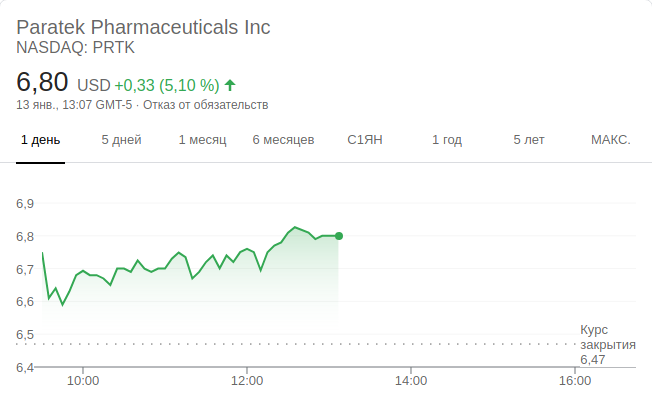 Paratek Pharmaceuticals Inc
NASDAQ: PRTK
6,80 USD +0,33 (5,10 %)
13 янв., 13:07 GMT-5 · Отказ от обязательств
1 день 5 дней 1 месяц 6 месяцев С1ЯН 1 год 5 лет МАКС.
6,9
6,8
6,7
6,6
6,5
6,4
Курс
закрытия
6,47
10:00 12:00 14:00 16:00